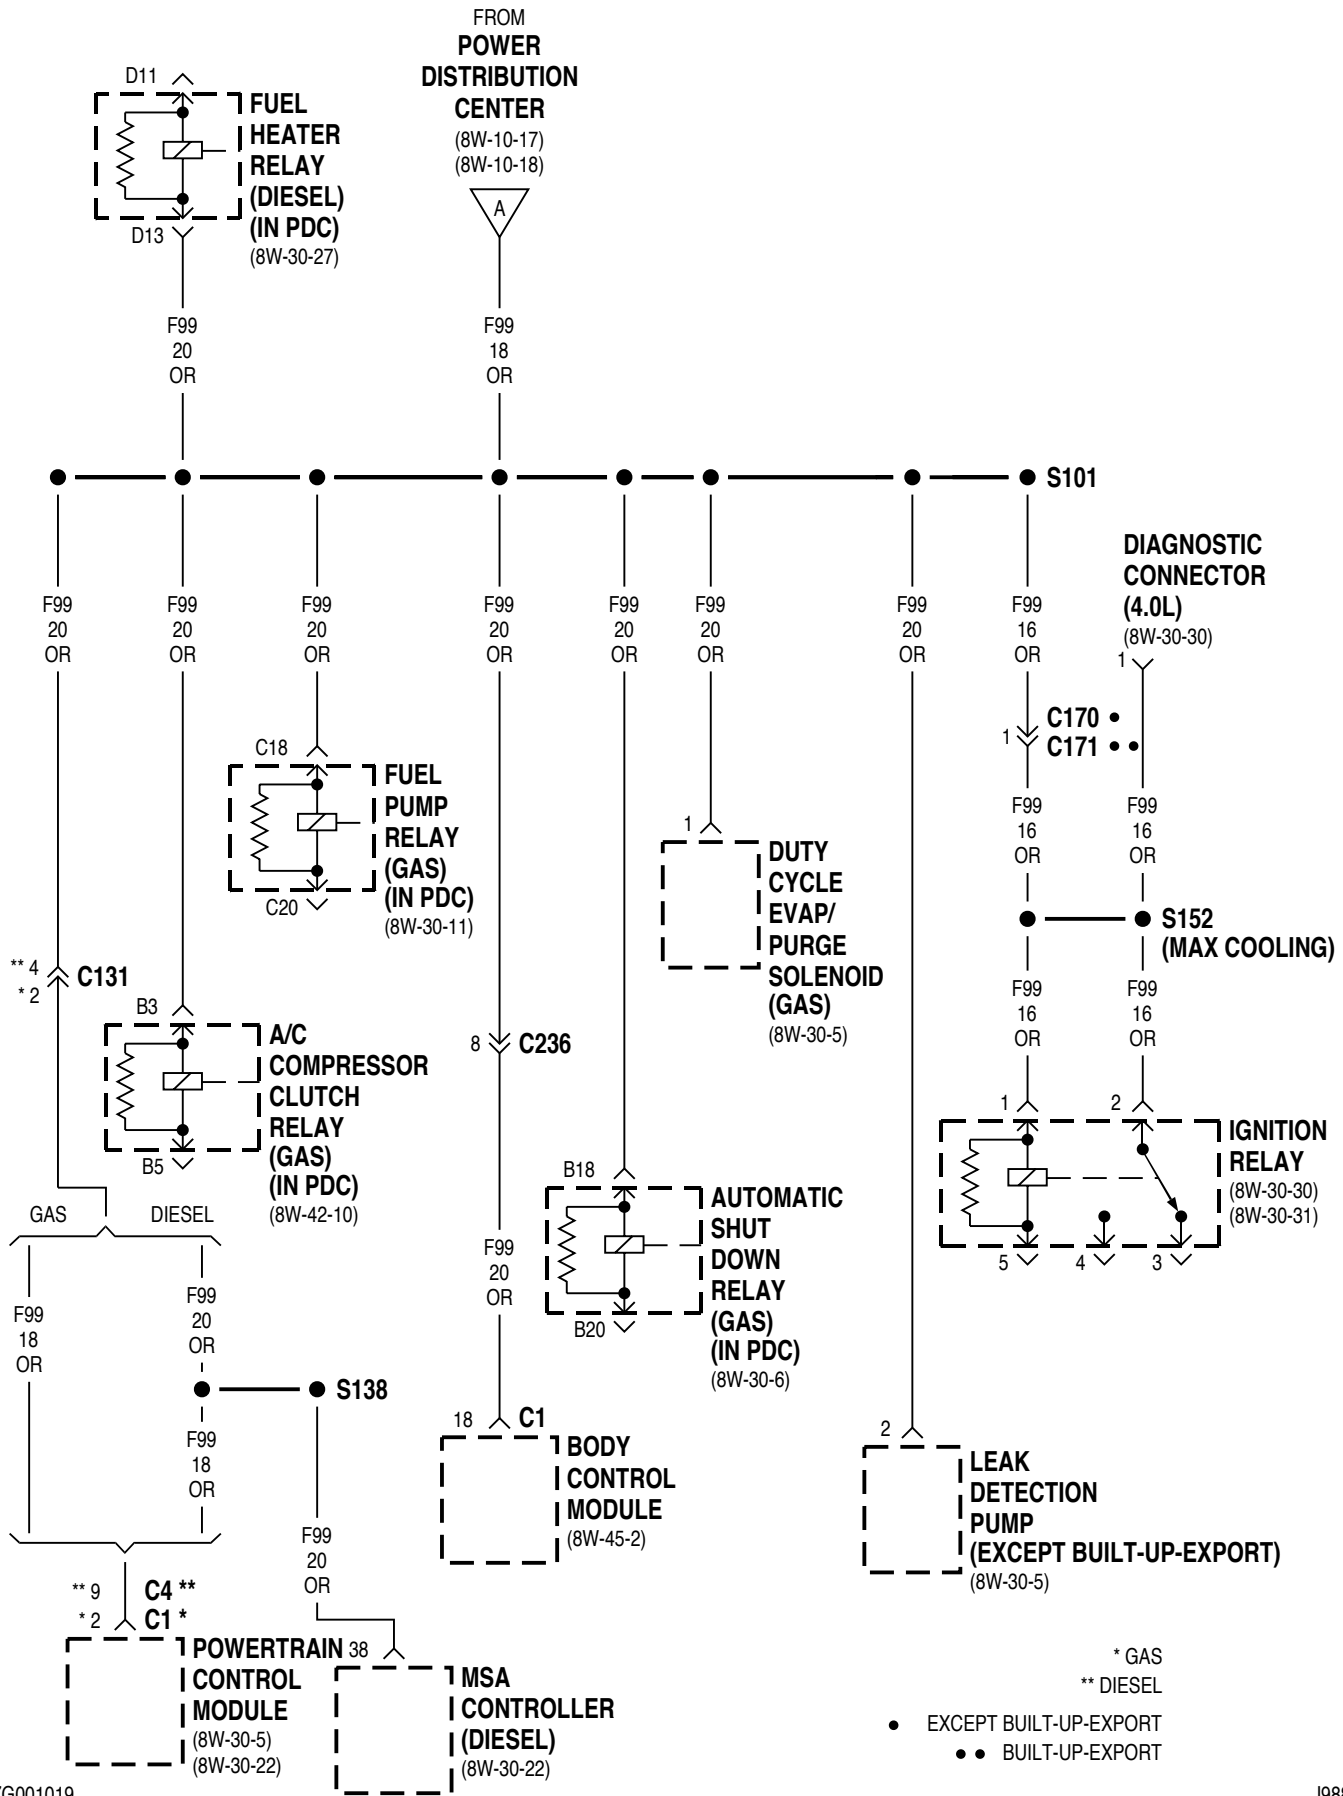 FROM
POWER
DISTRIBUTION
CENTER
(8W-10-17)
(8W-10-18)
A
D11
FUEL
HEATER
RELAY
(DIESEL)
(IN PDC)
(8W-30-27)
D13
F99
20
OR
F99
18
OR
S101
F99
20
OR
F99
20
OR
F99
20
OR
F99
20
OR
F99
20
OR
F99
20
OR
F99
20
OR
F99
16
OR
DIAGNOSTIC
CONNECTOR
(4.0L)
(8W-30-30)
1
1
C170 •
C171 • •
C18
FUEL
PUMP
RELAY
(GAS)
(IN PDC)
(8W-30-11)
C20
1
DUTY
CYCLE
EVAP/
PURGE
SOLENOID
(GAS)
(8W-30-5)
F99
16
OR
F99
16
OR
S152
(MAX COOLING)
F99
16
OR
F99
16
OR
** 4
* 2
C131
B3
A/C
COMPRESSOR
CLUTCH
RELAY
(GAS)
(IN PDC)
(8W-42-10)
B5
8
C236
1
2
IGNITION
RELAY
(8W-30-30)
(8W-30-31)
5
4
3
B18
AUTOMATIC
SHUT
DOWN
RELAY
(GAS)
(IN PDC)
(8W-30-6)
B20
GAS
DIESEL
F99
18
OR
F99
20
OR
F99
20
OR
S138
F99
18
OR
18
C1
BODY
CONTROL
MODULE
(8W-45-2)
2
LEAK
DETECTION
PUMP
(EXCEPT BUILT-UP-EXPORT)
(8W-30-5)
F99
20
OR
** 9
C4 **
* 2
C1 *
POWERTRAIN
CONTROL
MODULE
(8W-30-5)
(8W-30-22)
38
MSA
CONTROLLER
(DIESEL)
(8W-30-22)
* GAS
** DIESEL
• EXCEPT BUILT-UP-EXPORT
• • BUILT-UP-EXPORT